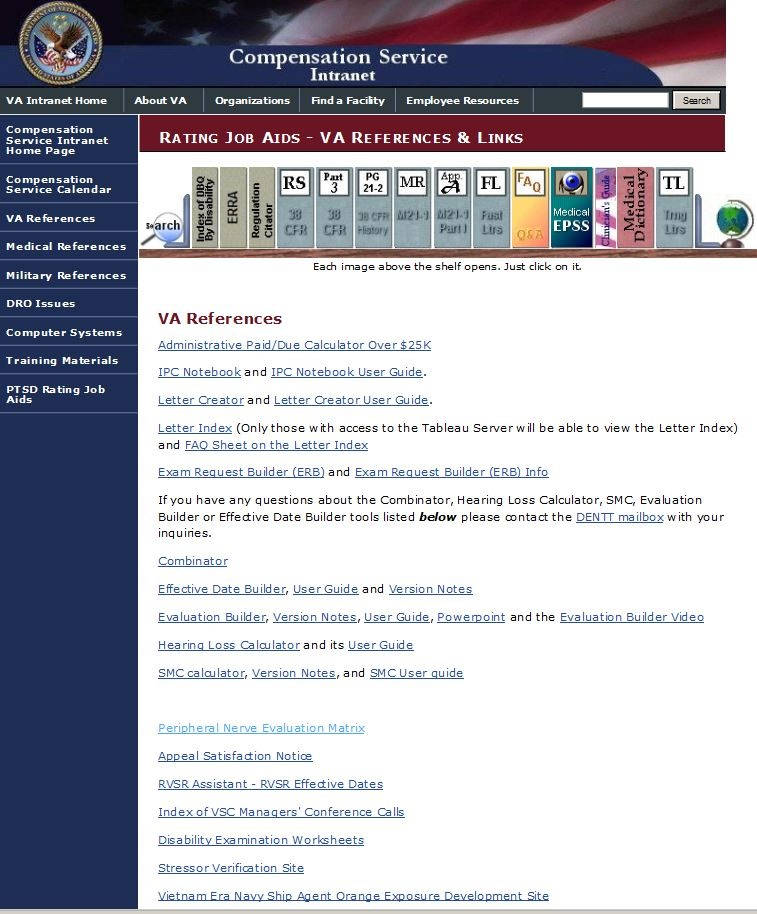 Compensation Service
Intranet
VA Intranet Home
About VA
Organizations
Find a Facility
Employee Resources
Search
Compensation
Service Intranet
Home Page
Compensation
Service Calendar
VA References
Medical References
Military References
DRO Issues
Computer Systems
Training Materials
PTSD Rating Job
Aids
RATING JOB AIDS - VA REFERENCES & LINKS
Search
Index of DBQ
By Disability
ERRA
Regulation
Citator
RS
38
CFR
Part
3
38
CFR
PG
21-2
38 CFR
History
MR
M21-1
App.
A
M21-1
Part I
FL
Fast
Ltrs
FAQ
Q&A
Medical
EPSS
Clinician's Guide
Medical
Dictionary
TL
Trng
Ltrs
Each image above the shelf opens. Just click on it.
VA References
Administrative Paid/Due Calculator Over $25K
IPC Notebook and IPC Notebook User Guide.
Letter Creator and Letter Creator User Guide.
Letter Index (Only those with access to the Tableau Server will be able to view the Letter Index)
and FAQ Sheet on the Letter Index
Exam Request Builder (ERB) and Exam Request Builder (ERB) Info
If you have any questions about the Combinator, Hearing Loss Calculator, SMC, Evaluation
Builder or Effective Date Builder tools listed below please contact the DENTT mailbox with your
inquiries.
Combinator
Effective Date Builder, User Guide and Version Notes
Evaluation Builder, Version Notes, User Guide, Powerpoint and the Evaluation Builder Video
Hearing Loss Calculator and its User Guide
SMC calculator, Version Notes, and SMC User guide
Peripheral Nerve Evaluation Matrix
Appeal Satisfaction Notice
RVSR Assistant - RVSR Effective Dates
Index of VSC Managers' Conference Calls
Disability Examination Worksheets
Stressor Verification Site
Vietnam Era Navy Ship Agent Orange Exposure Development Site